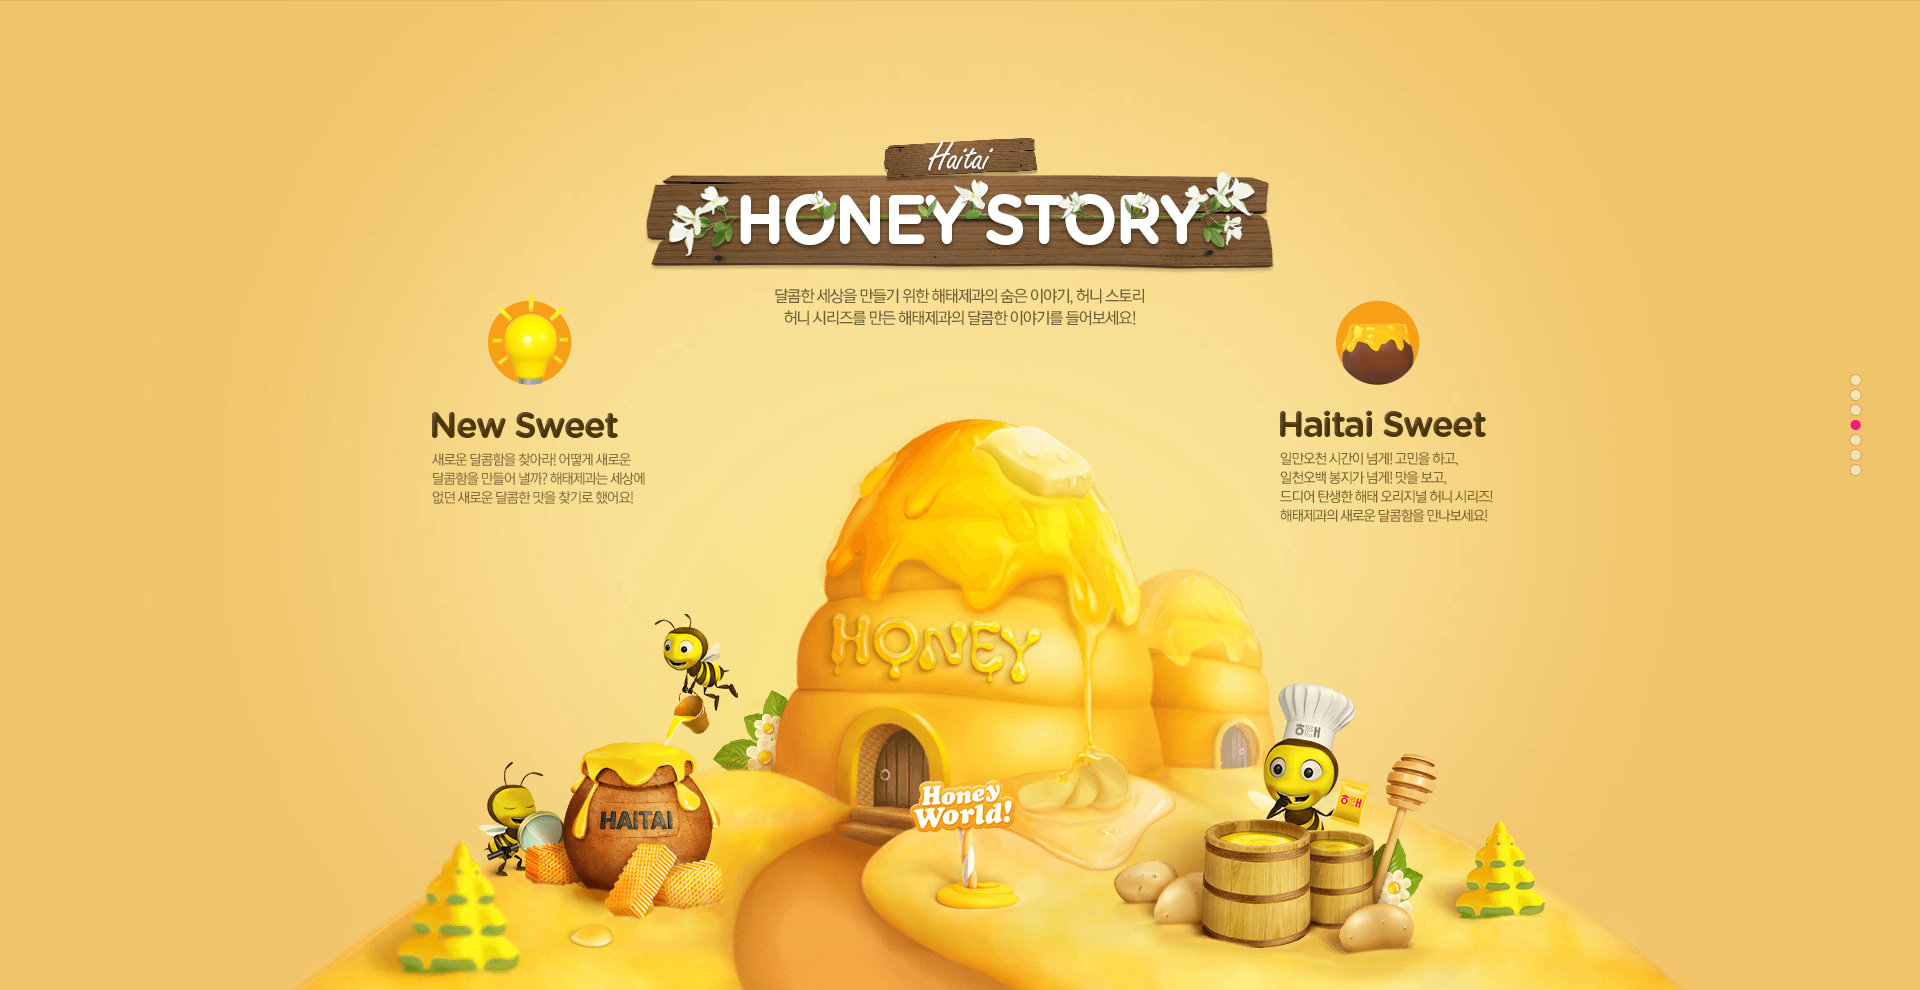 Haitai
HONEY STORY
달콤한 세상을 만들기 위한 해태제과의 숨은 이야기, 허니 스토리
허니 시리즈를 만든 해태제과의 달콤한 이야기를 들어보세요!
New Sweet
새로운 달콤함을 찾아라! 어떻게 새로운
달콤함을 만들어 낼까? 해태제과는 세상에
없던 새로운 달콤한 맛을 찾기로 했어요!
Haitai Sweet
일만오천 시간이 넘게! 고민을 하고,
일천오백 봉지가 넘게! 맛을 보고,
드디어 탄생한 해태 오리지널 허니 시리즈!
해태제과의 새로운 달콤함을 만나보세요!
HONEY
해태
해태
HAITAI
Honey
World!